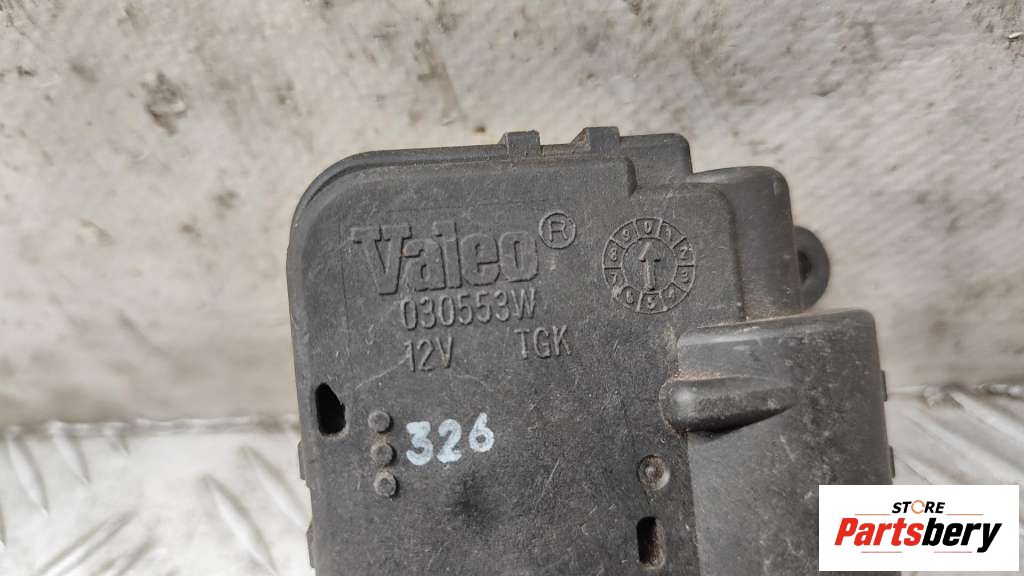 Valeo®
030553W
12V TGK
326
STORE
Partsbery